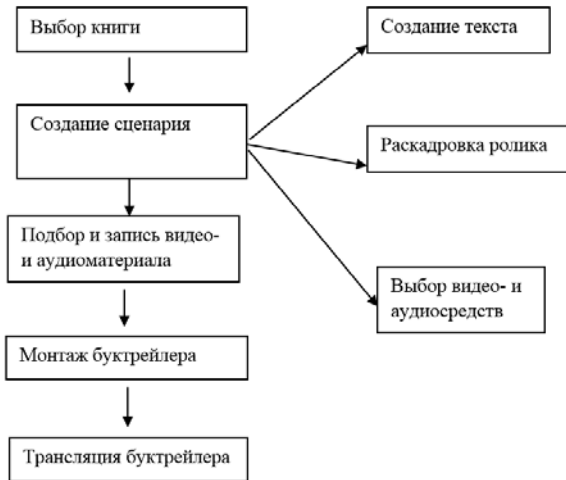 Выбор книги
Создание текста
Создание сценария
Раскадровка ролика
Подбор и запись видео-
и аудиоматериала
Выбор видео- и
аудиосредств
Монтаж буктрейлера
Трансляция буктрейлера